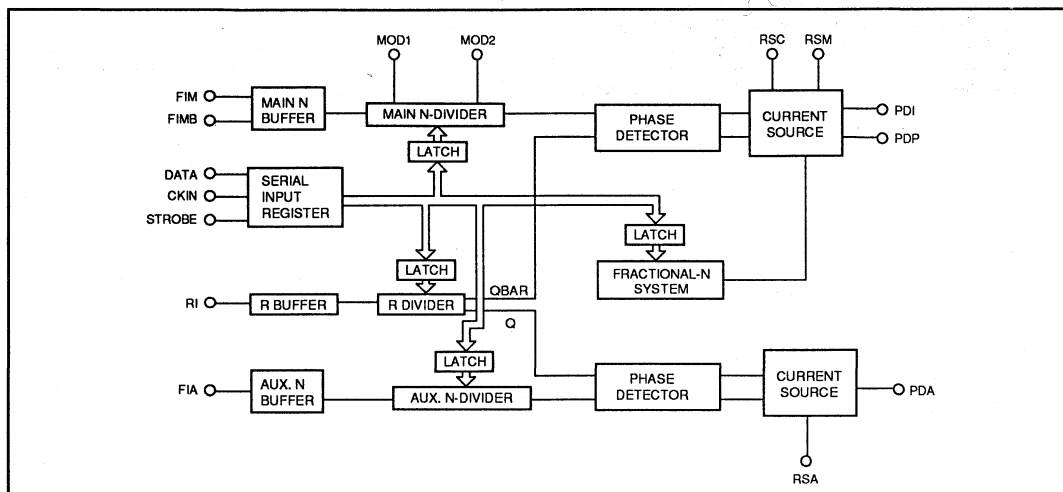 MOD1
MOD2
RSC
RSM
FIM
FIMB
MAIN N
BUFFER
MAIN N-DIVIDER
PHASE
DETECTOR
CURRENT
SOURCE
PDI
PDP
LATCH
DATA
CKIN
STROBE
SERIAL
INPUT
REGISTER
LATCH
LATCH
FRACTIONAL-N
SYSTEM
RI
R BUFFER
R DIVIDER
QBAR
Q
LATCH
FIA
AUX. N
BUFFER
AUX. N-DIVIDER
PHASE
DETECTOR
CURRENT
SOURCE
PDA
RSA